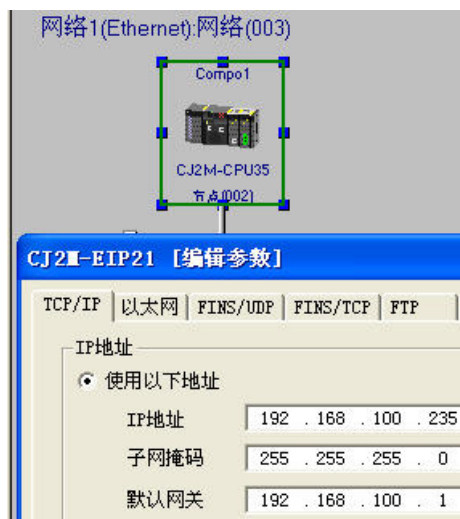 网络1(Ethernet):网络(003)
Compo1
CJ2M-CPU35
节点(002)
CJ2M-EIP21 [编辑参数]
TCP/IP 以太网 FINS/UDP FINS/TCP FTP
IP地址
使用以下地址
IP地址 192 . 168 . 100 . 235
子网掩码 255 . 255 . 255 . 0
默认网关 192 . 168 . 100 . 1